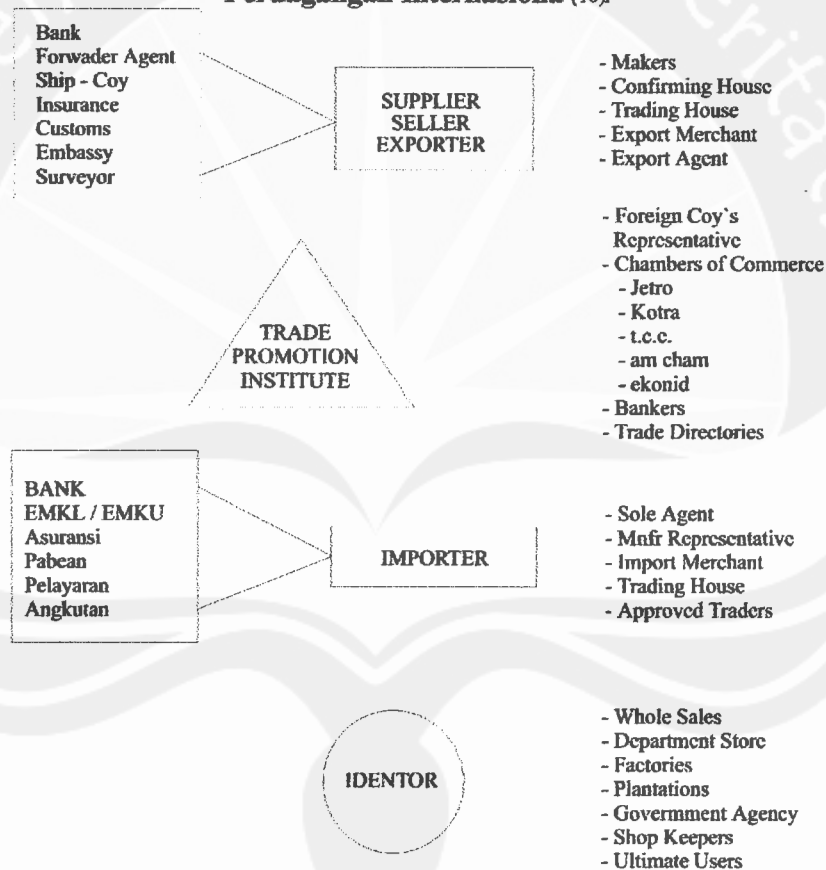 Bank
Forwader Agent
Ship - Coy
Insurance
Customs
Embassy
Surveyor
SUPPLIER
SELLER
EXPORTER
- Makers
- Confirming House
- Trading House
- Export Merchant
- Export Agent
TRADE
PROMOTION
INSTITUTE
- Foreign Coy`s
Representative
- Chambers of Commerce
- Jetro
- Kotra
- t.c.c.
- am cham
- ekonid
- Bankers
- Trade Directories
BANK
EMKL / EMKU
Asuransi
Pabean
Pelayaran
Angkutan
IMPORTER
- Sole Agent
- Mnfr Representative
- Import Merchant
- Trading House
- Approved Traders
IDENTOR
- Whole Sales
- Department Store
- Factories
- Plantations
- Government Agency
- Shop Keepers
- Ultimate Users